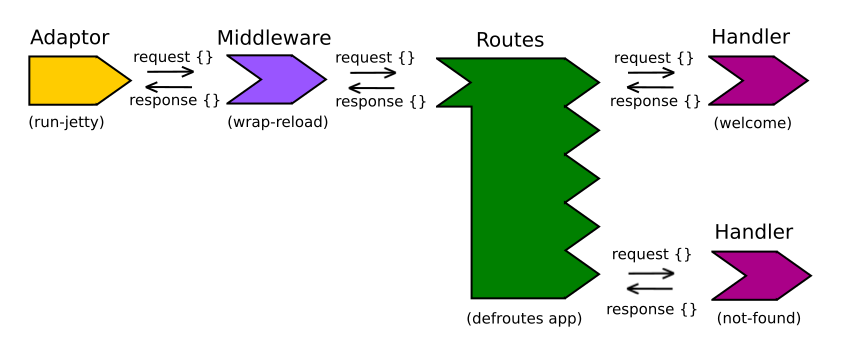 Adaptor
request {}
response {}
(run-jetty)
Middleware
(wrap-reload)
request {}
response {}
Routes
(defroutes app)
request {}
response {}
Handler
(welcome)
request {}
response {}
Handler
(not-found)